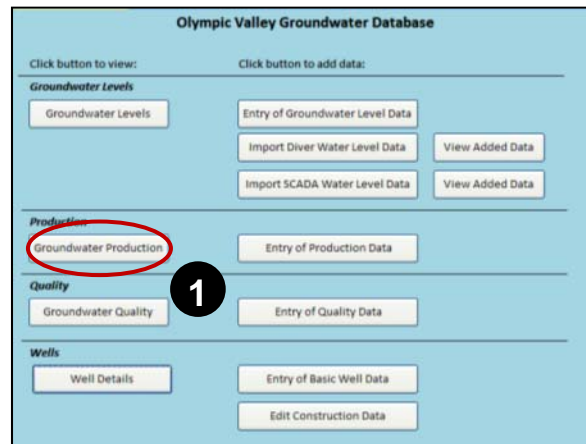 Olympic Valley Groundwater Database
Click button to view: Click button to add data:
Groundwater Levels
Groundwater Levels Entry of Groundwater Level Data
Import Diver Water Level Data View Added Data
Import SCADA Water Level Data View Added Data
Production
Groundwater Production Entry of Production Data
1
Quality
Groundwater Quality Entry of Quality Data
Wells
Well Details Entry of Basic Well Data
Edit Construction Data